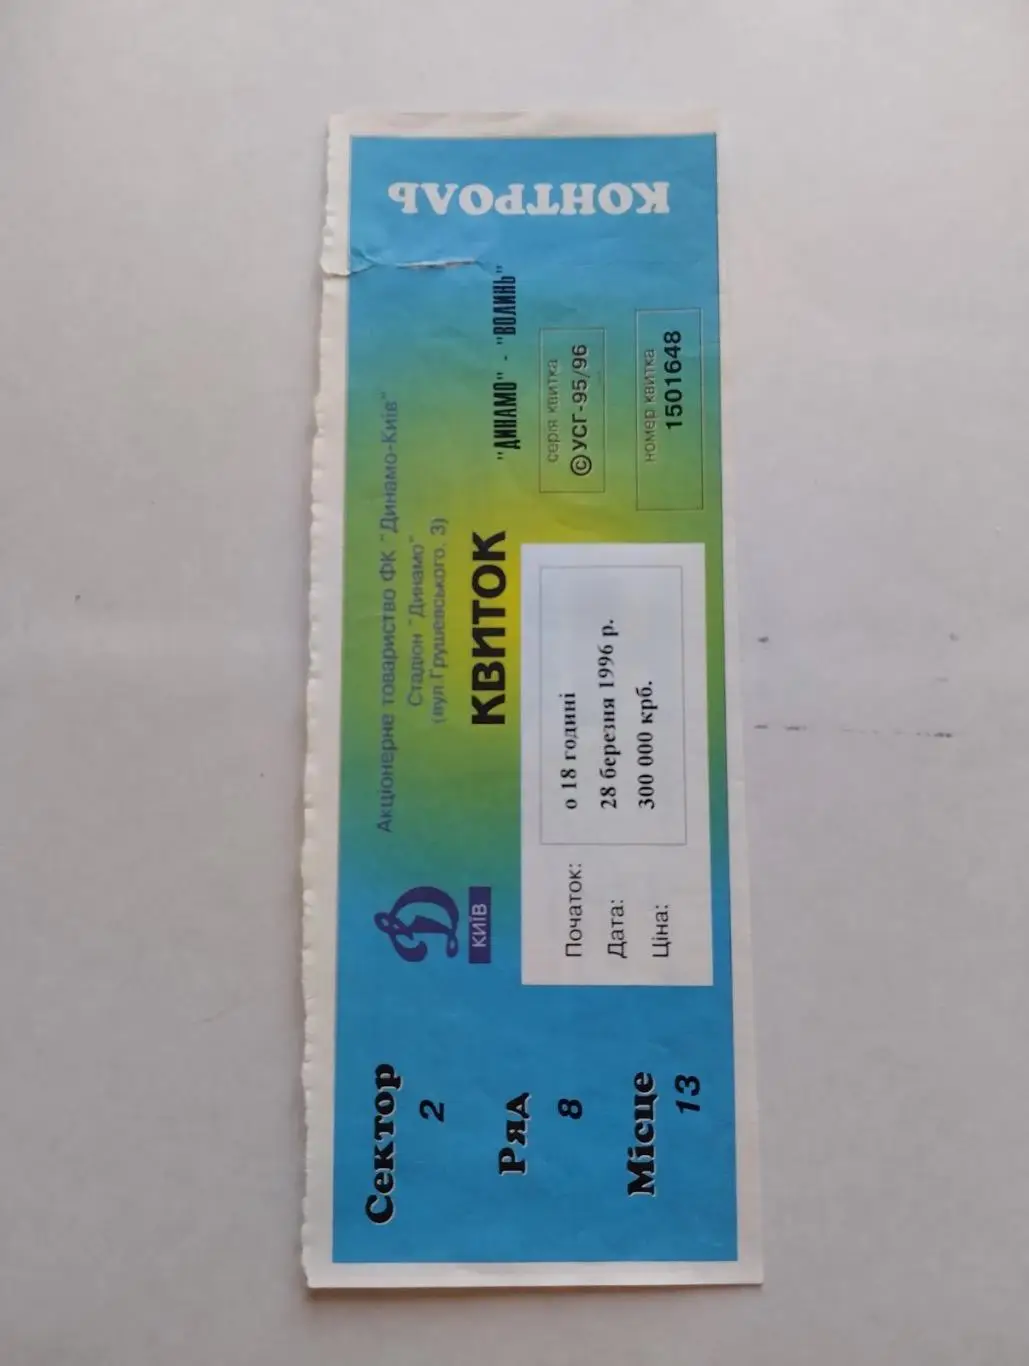 Сектор
2
Ряд
8
Місце
13
Акціонерне товариство ФК "Динамо-Київ"
Стадіон "Динамо"
(вул.Грушевського, 3)
КВИТОК
КИЇВ
Початок: о 18 годині
Дата: 28 березня 1996 р.
Ціна: 300 000 крб.
"ДИНАМО" - "ВОЛИНЬ"
серія квитка
©УСГ-95/96
номер квитка
1501648
КОНТРОЛЬ